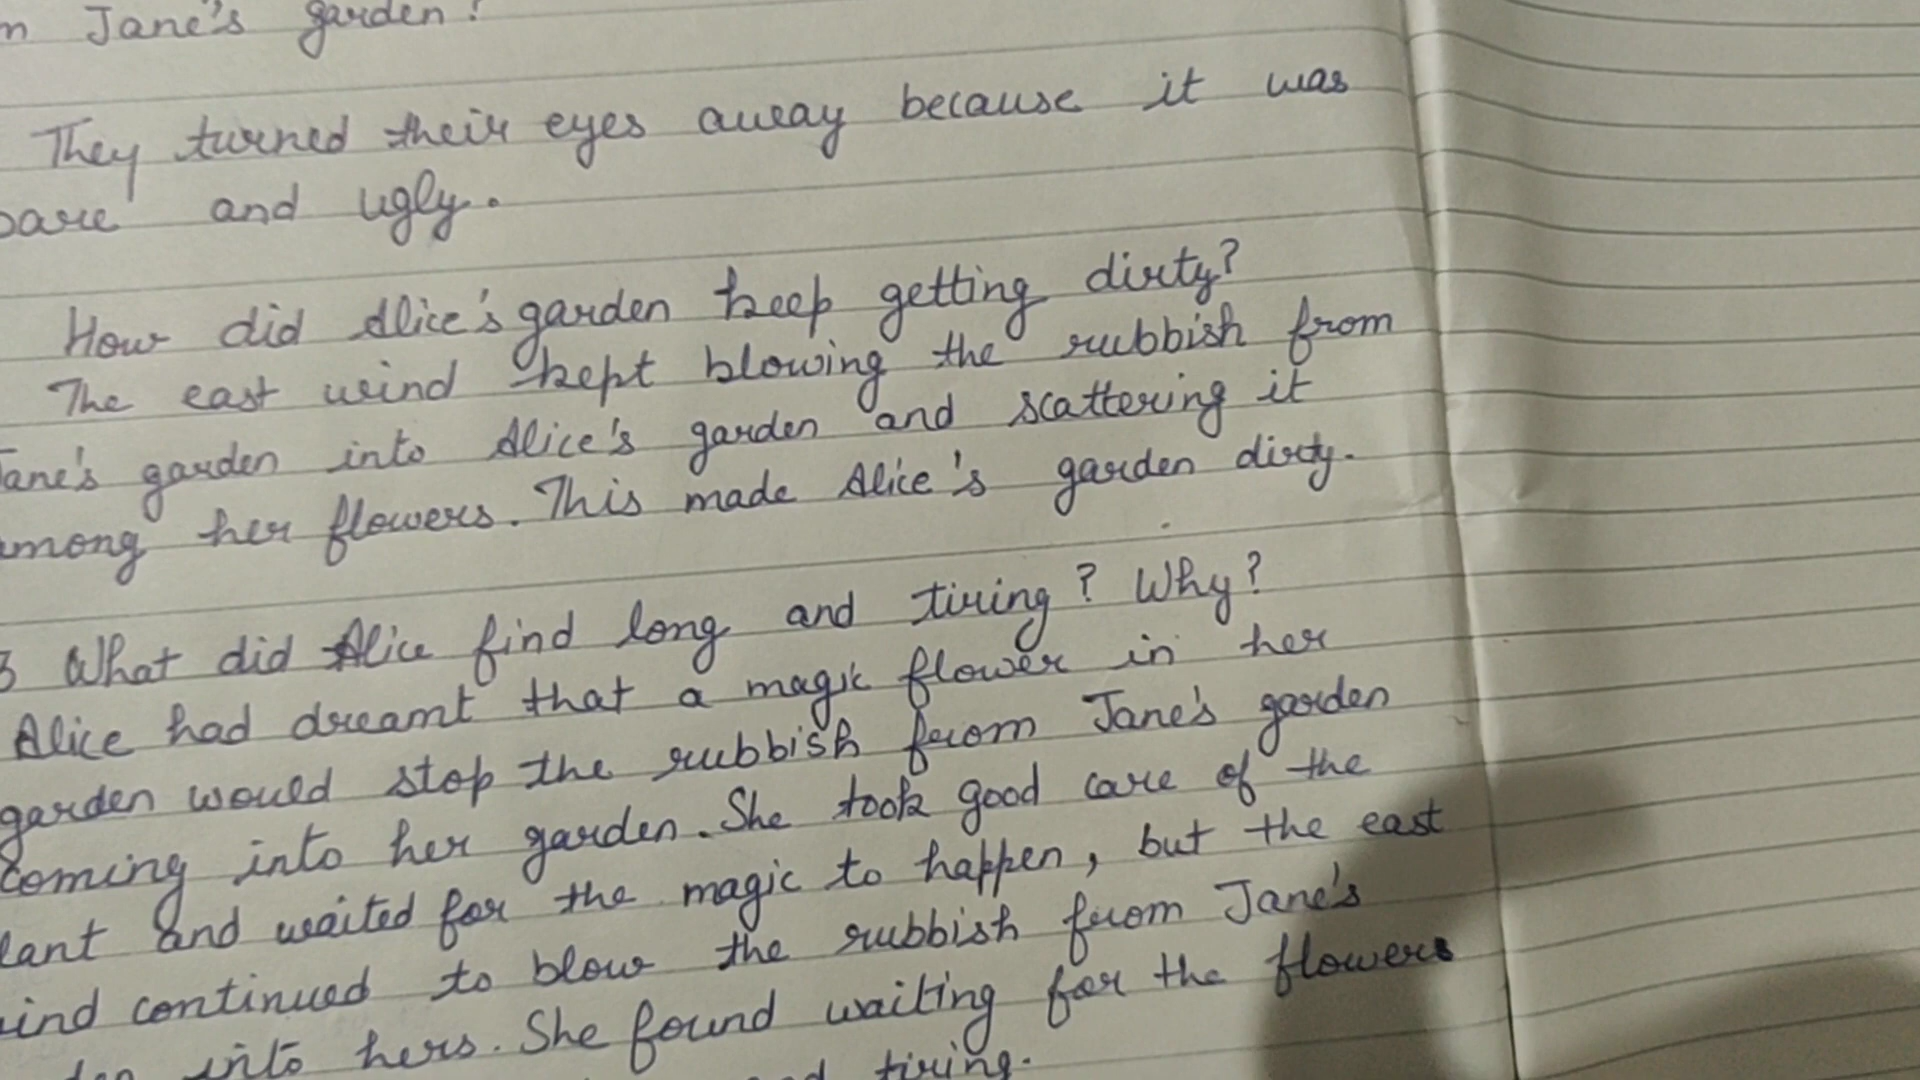 Jane's garden?
They turned their eyes away because it was
bare and ugly.
How did Alice's garden keep getting dirty?
The east wind kept blowing the rubbish from
Jane's garden into Alice's garden and scattering it
among her flowers. This made Alice's garden dirty.
3 What did Alice find long and tiring? Why?
Alice had dreamt that a magic flower in her
garden would stop the rubbish from Jane's garden
coming into her garden. She took good care of the
lant and waited for the magic to happen, but the east
ind continued to blow the rubbish from Jane's
into hers. She found waiting for the flowers
tiring.